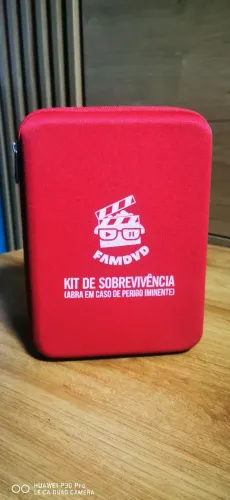 FAMDVD
KIT DE SOBREVIVÊNCIA
(ABRA EM CASO DE PERIGO IMINENTE)
HUAWEI P30 Pro
LEICA QUAD CAMERA